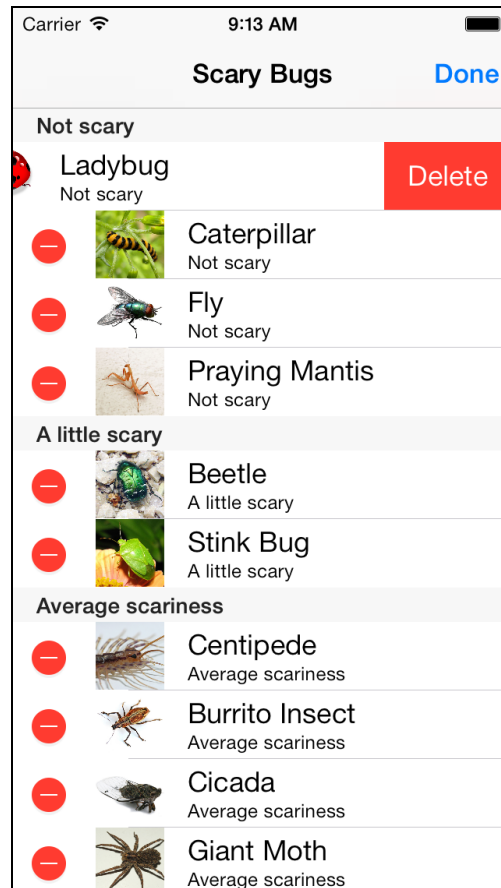 Carrier 9:13 AM
Scary Bugs Done
Not scary
Ladybug
Not scary
Delete
Caterpillar
Not scary
Fly
Not scary
Praying Mantis
Not scary
A little scary
Beetle
A little scary
Stink Bug
A little scary
Average scariness
Centipede
Average scariness
Burrito Insect
Average scariness
Cicada
Average scariness
Giant Moth
Average scariness